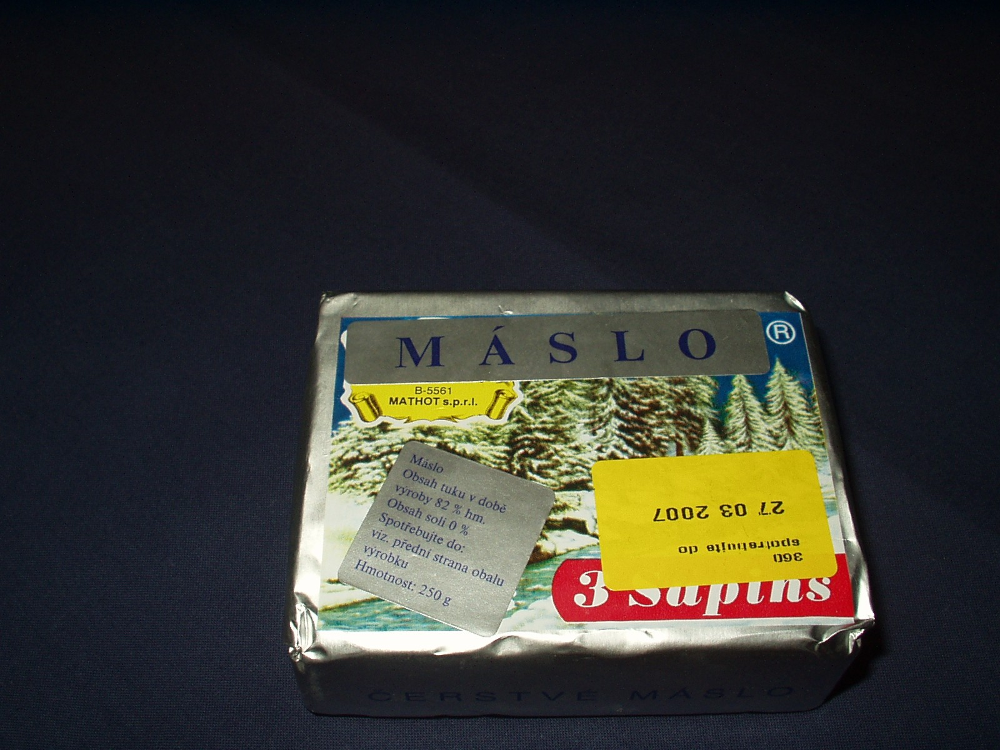 MÁSLO
®
B-5561
MATHOT s.p.r.l.
Máslo
Obsah tuku v době
výroby 82 % hm.
Obsah soli 0 %
Spotřebujte do:
viz. přední strana obalu
výrobku
Hmotnost: 250 g
360
spotrebujte do
27 03 2007
3 Sapins
ČERSTVÉ MÁSLO